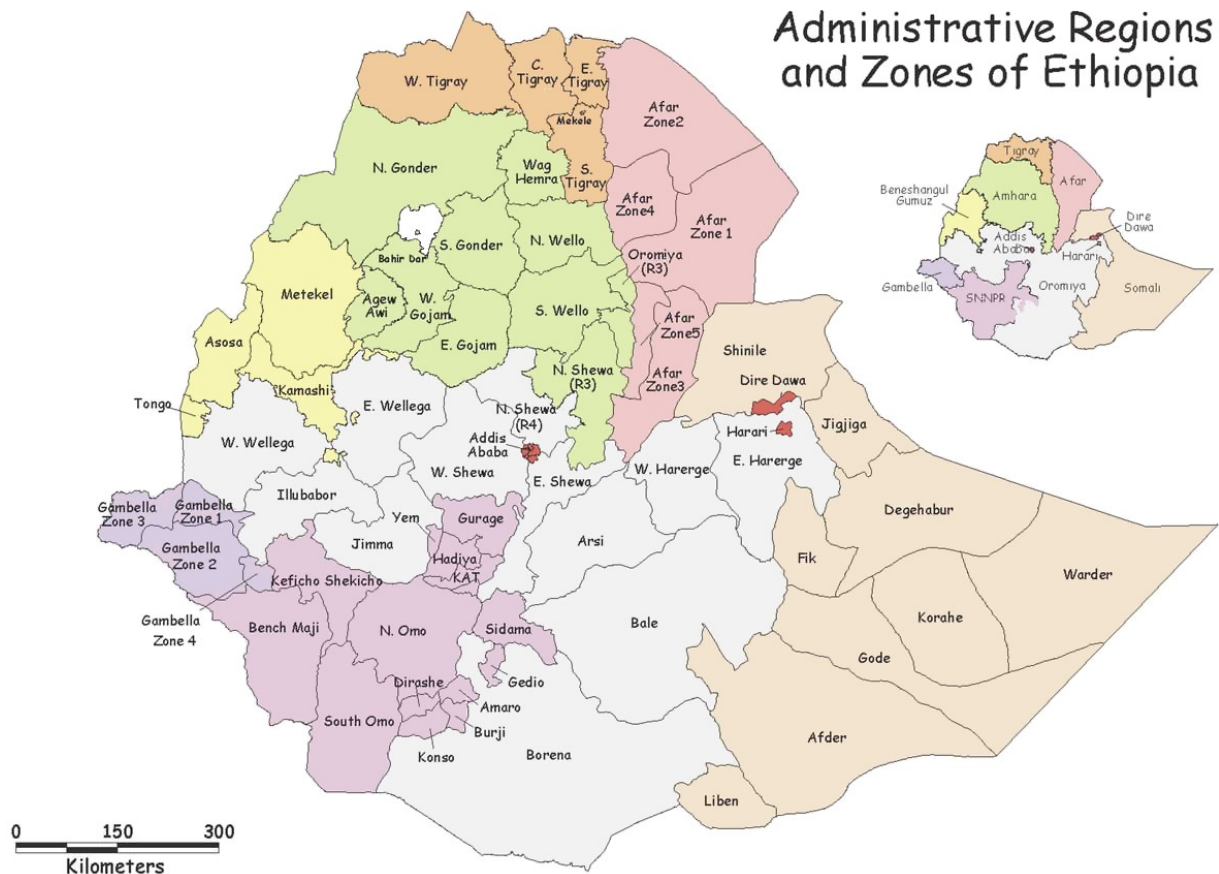 Administrative Regions
and Zones of Ethiopia
W. Tigray
C.
Tigray
E.
Tigray
Mekele
S.
Tigray
Afar
Zone2
N. Gonder
Wag
Hemra
Afar
Zone4
Afar
Zone 1
S. Gonder
N. Wello
Oromiya
(R3)
Bahir Dar
Metekel
Agew
Awi
W.
Gojam
S. Wello
Afar
Zone5
Asosa
E. Gojam
N. Shewa
(R3)
Afar
Zone3
Shinile
Dire Dawa
Tonga
Kamashi
E. Wellega
N. Shewa
(R4)
Harari
Jigjiga
W. Wellega
Addis
Ababa
W. Shewa
E. Shewa
W. Harerge
E. Harerge
Illubabor
Gambella
Zone 3
Gambella
Zone 1
Yem
Gurage
Degehabur
Gambella
Zone 2
Jimma
Arsi
Hadiya
Fik
KAT
Keficho Shekicho
Warder
Gambella
Zone 4
Bench Maji
N. Omo
Sidama
Bale
Korahe
Gode
Gedio
Dirashe
Amaro
South Omo
Burji
Konso
Borena
Afder
Liben
Tigray
Amhara
Afar
Beneshangul
Gumuz
Dire
Dawa
Addis
Ababa
Harari
Gambella
SNNPR
Oromiya
Somali
0 150 300
Kilometers